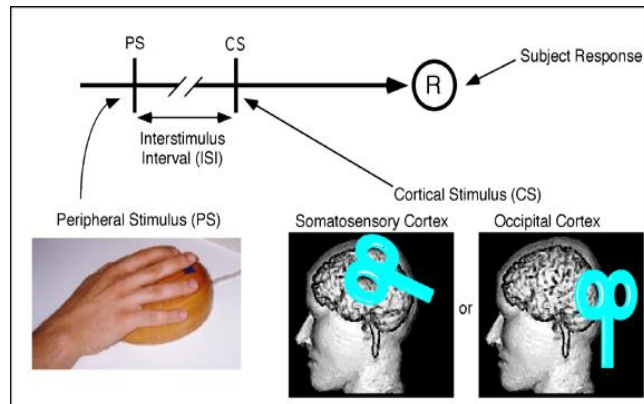 PS
CS
Subject Response
R
Interstimulus
Interval (ISI)
Cortical Stimulus (CS)
Peripheral Stimulus (PS)
Somatosensory Cortex
Occipital Cortex
or